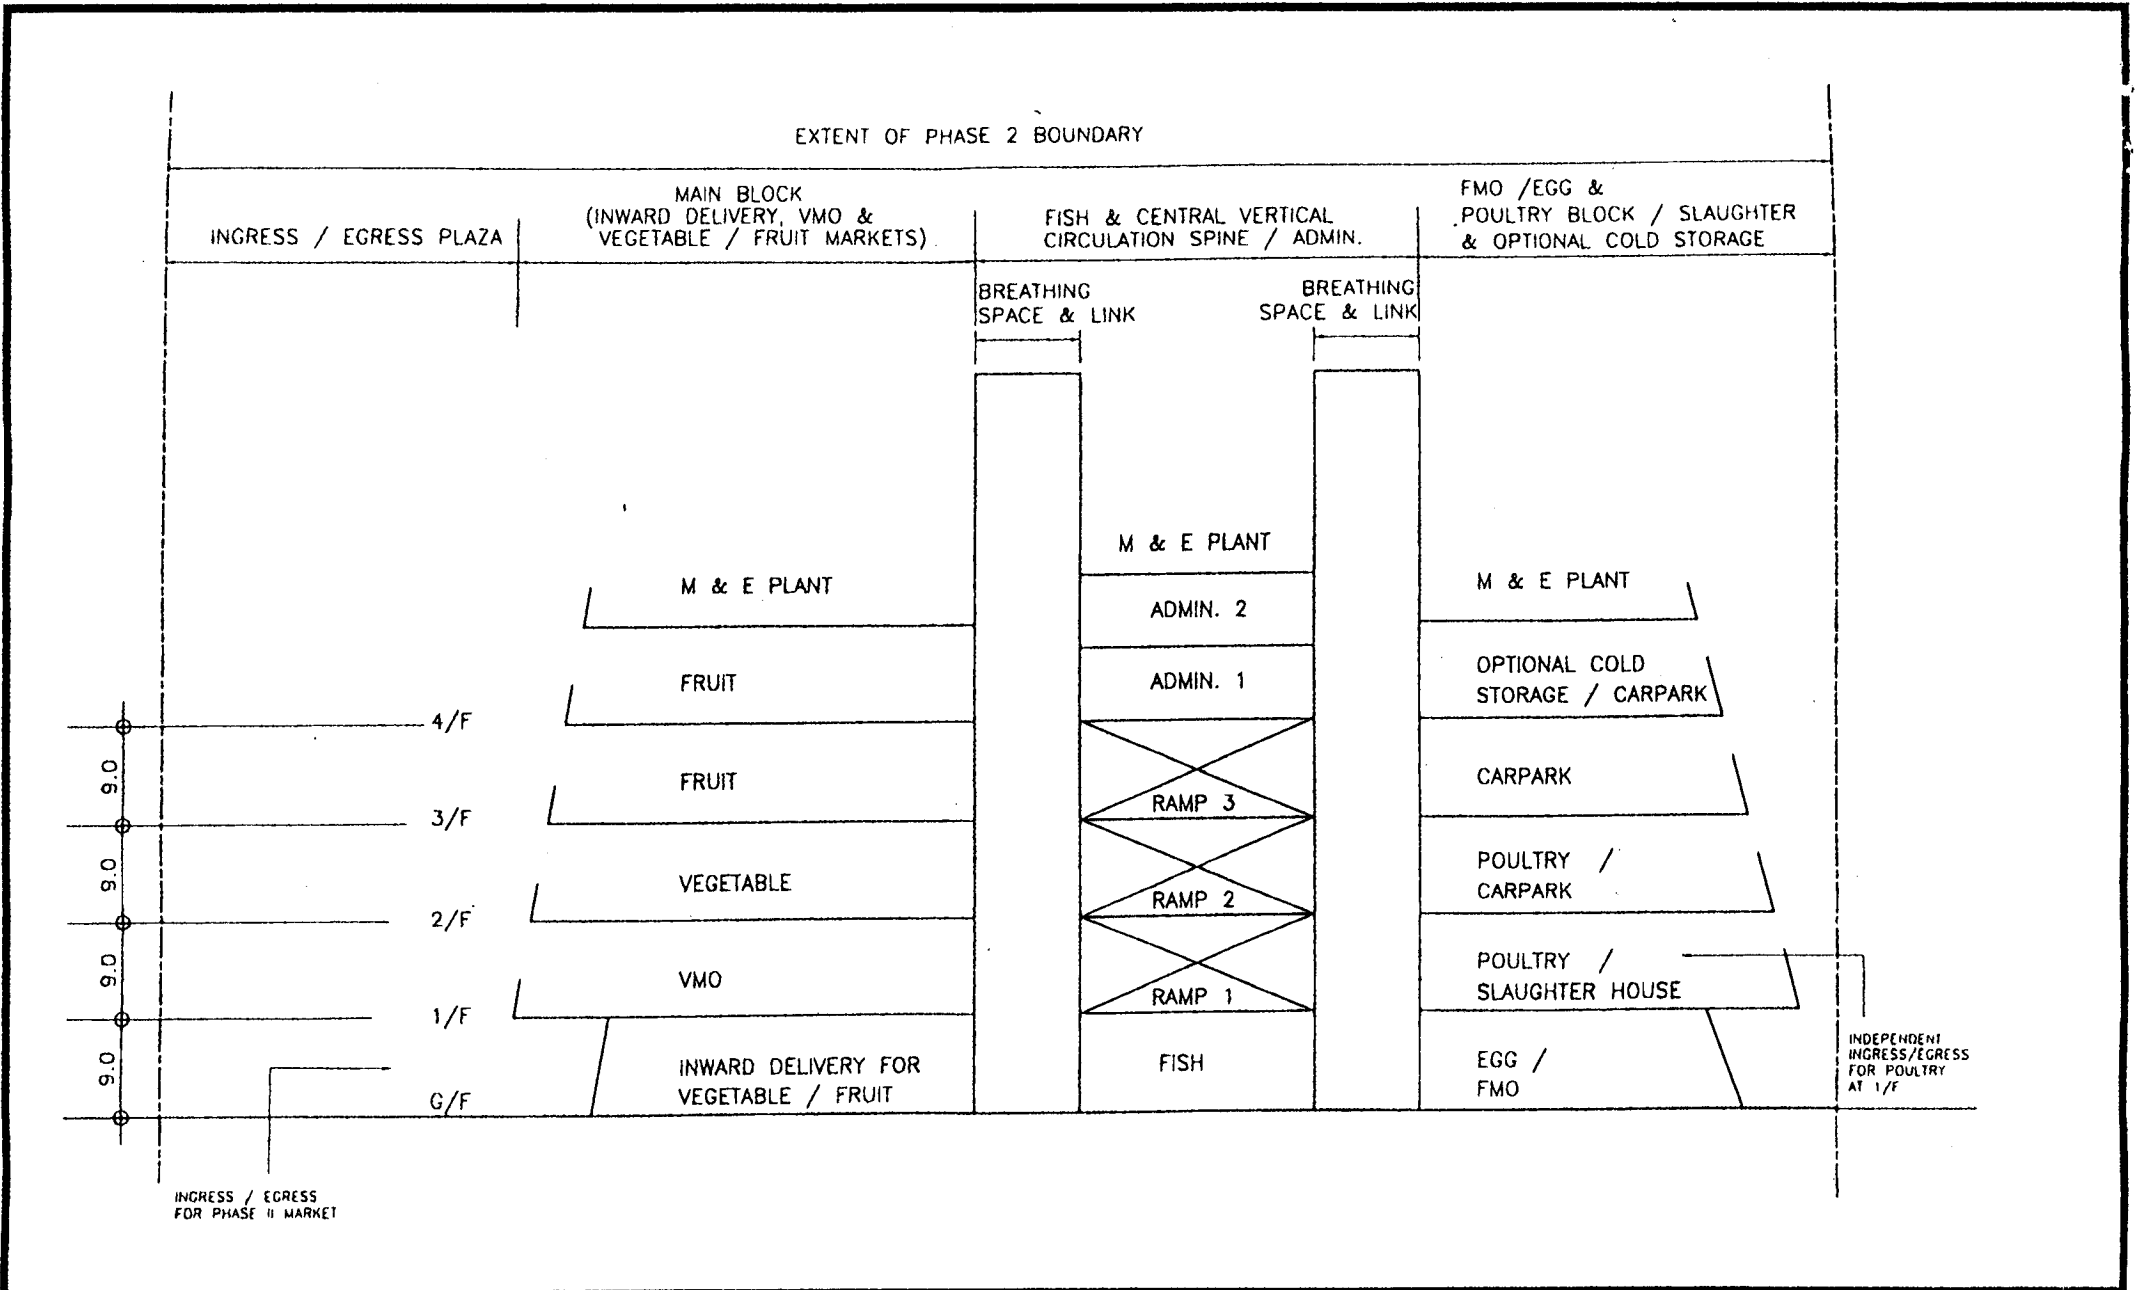 EXTENT OF PHASE 2 BOUNDARY
INGRESS / EGRESS PLAZA
MAIN BLOCK
(INWARD DELIVERY, VMO &
VEGETABLE / FRUIT MARKETS)
FISH & CENTRAL VERTICAL
CIRCULATION SPINE / ADMIN.
FMO /EGG &
POULTRY BLOCK / SLAUGHTER
& OPTIONAL COLD STORAGE
BREATHING
SPACE & LINK
BREATHING
SPACE & LINK
M & E PLANT
M & E PLANT
M & E PLANT
ADMIN. 2
FRUIT
ADMIN. 1
OPTIONAL COLD
STORAGE / CARPARK
4/F
9.0
FRUIT
RAMP 3
CARPARK
3/F
9.0
VEGETABLE
RAMP 2
POULTRY /
CARPARK
2/F
9.0
VMO
RAMP 1
POULTRY /
SLAUGHTER HOUSE
1/F
9.0
INWARD DELIVERY FOR
VEGETABLE / FRUIT
FISH
EGG /
FMO
G/F
INDEPENDENT
INGRESS/EGRESS
FOR POULTRY
AT 1/F
INGRESS / EGRESS
FOR PHASE II MARKET